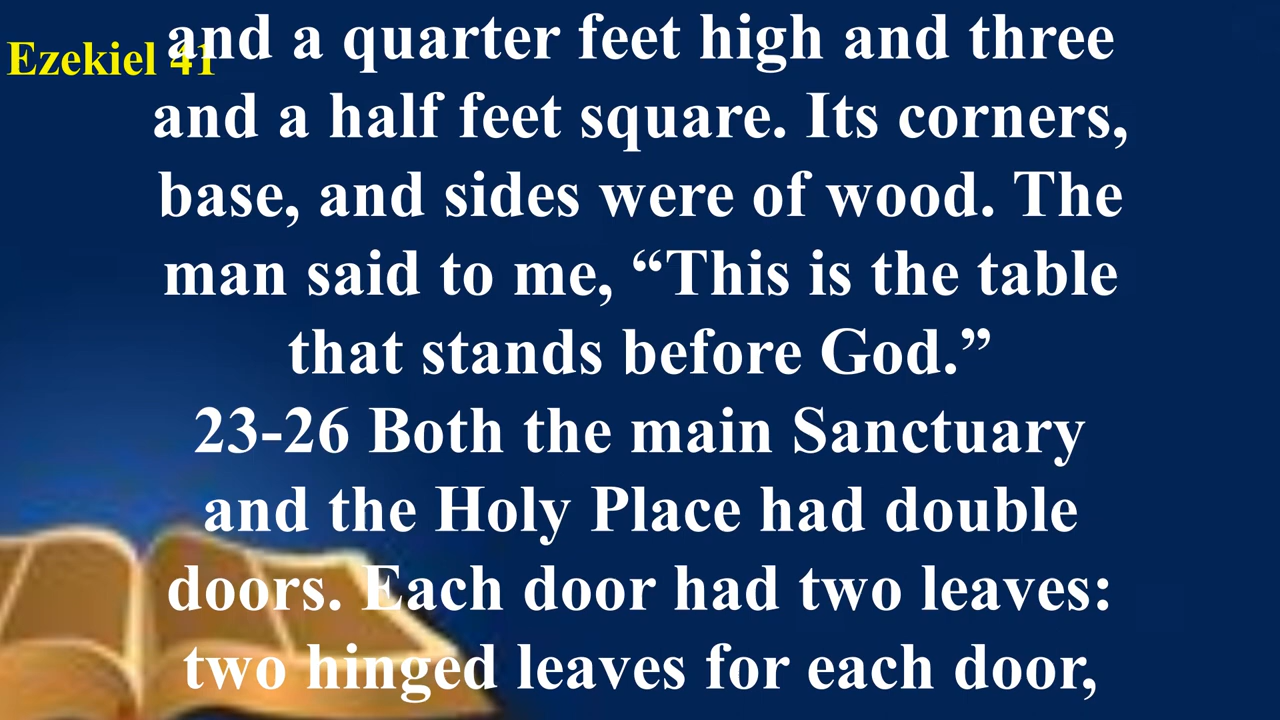 Ezekiel 41
and a quarter feet high and three
and a half feet square. Its corners,
base, and sides were of wood. The
man said to me, “This is the table
that stands before God.”
23-26 Both the main Sanctuary
and the Holy Place had double
doors. Each door had two leaves:
two hinged leaves for each door,